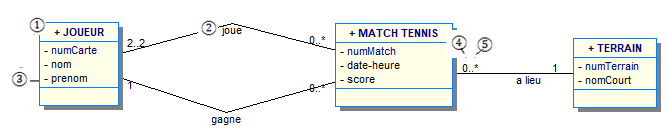 ①
+ JOUEUR
- numCarte
- nom
- prenom
③
2..2
② joue
0..*
1
gagne
0..*
+ MATCH TENNIS
- numMatch
- date-heure
- score
④ ⑤
0..*
1
a lieu
+ TERRAIN
- numTerrain
- nomCourt